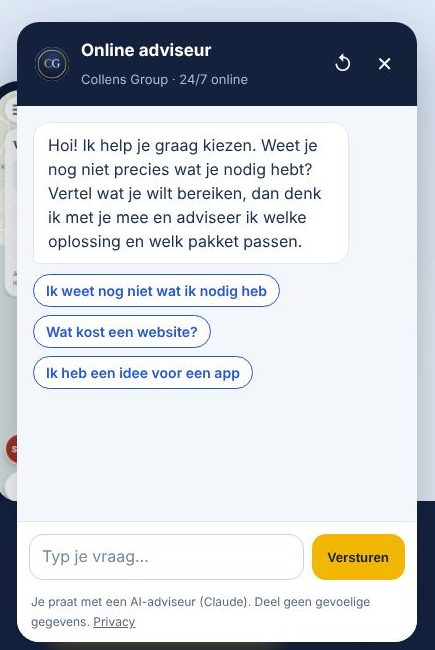 CG
Online adviseur
Collens Group · 24/7 online
Hoi! Ik help je graag kiezen. Weet je
nog niet precies wat je nodig hebt?
Vertel wat je wilt bereiken, dan denk
ik met je mee en adviseer ik welke
oplossing en welk pakket passen.
Ik weet nog niet wat ik nodig heb
Wat kost een website?
Ik heb een idee voor een app
Typ je vraag...
Versturen
Je praat met een AI-adviseur (Claude). Deel geen gevoelige
gegevens. Privacy